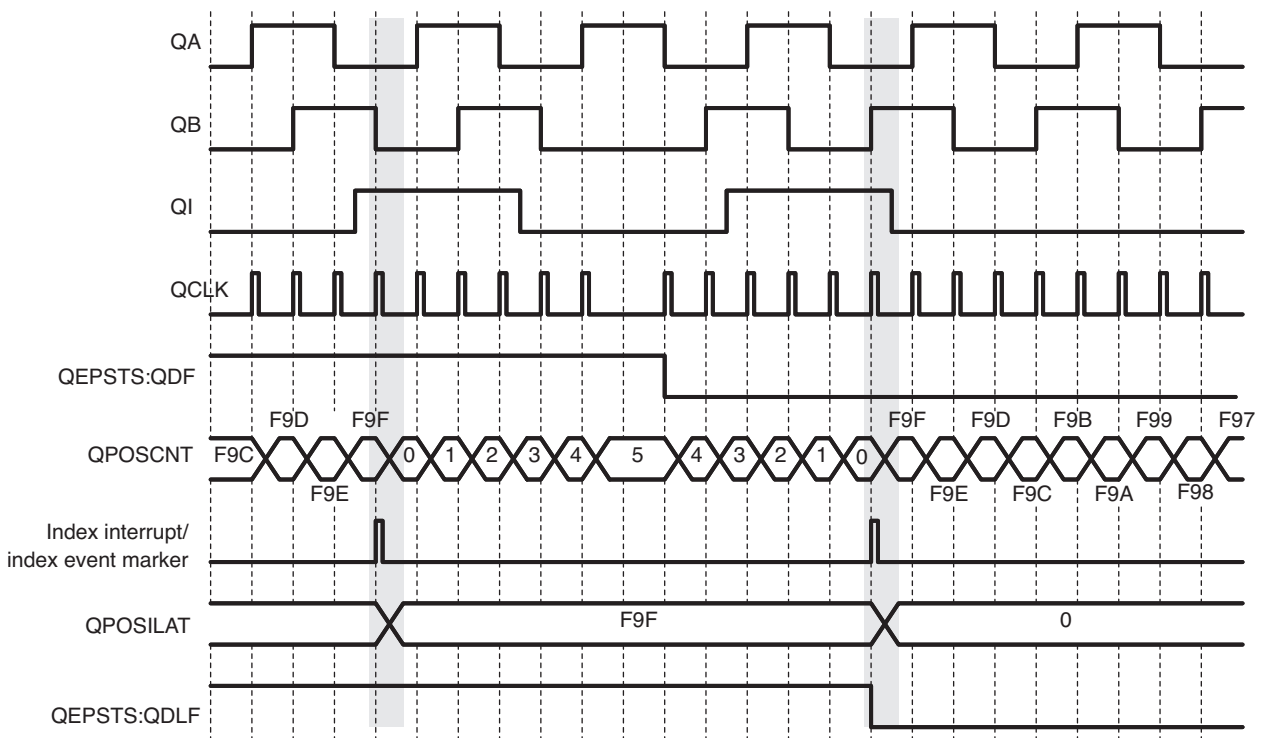 QA
QB
QI
QCLK
QEPSTS:QDF
F9D F9F F9F F9D F9B F99 F97
QPOSCNT F9C 0 1 2 3 4 5 4 3 2 1 0
F9E F9E F9C F9A F98
Index interrupt/
index event marker
QPOSILAT F9F 0
QEPSTS:QDLF